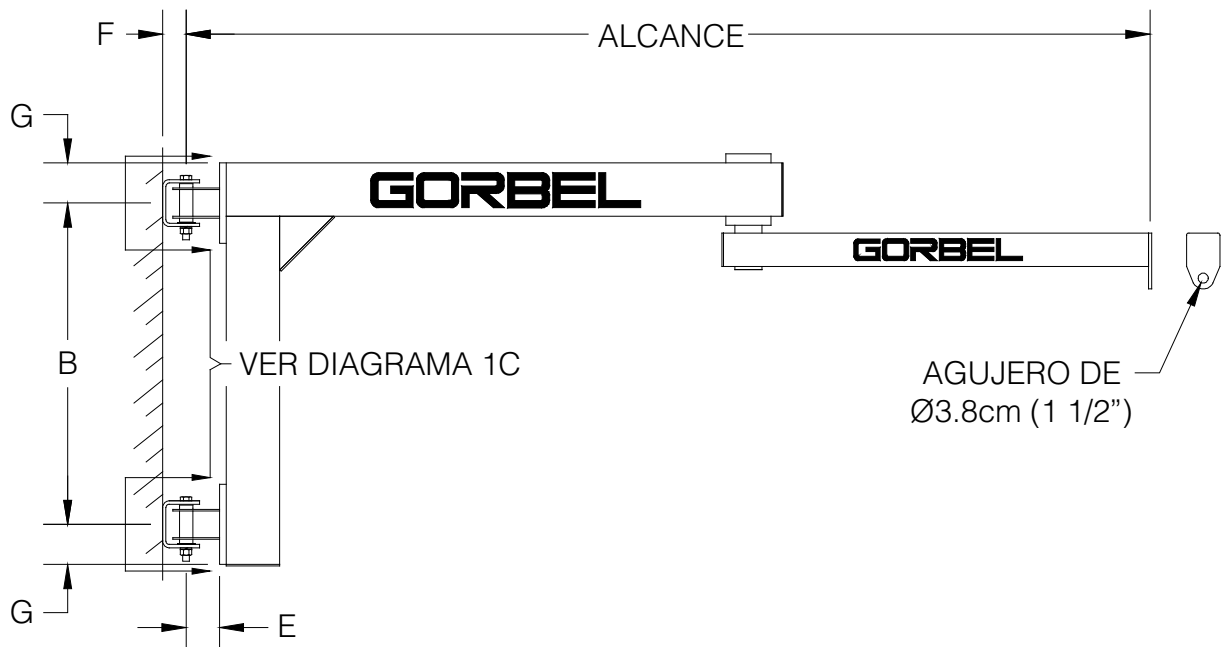 F
ALCANCE
G
GORBEL
GORBEL
B
VER DIAGRAMA 1C
AGUJERO DE
Ø3.8cm (1 1/2”)
G
E